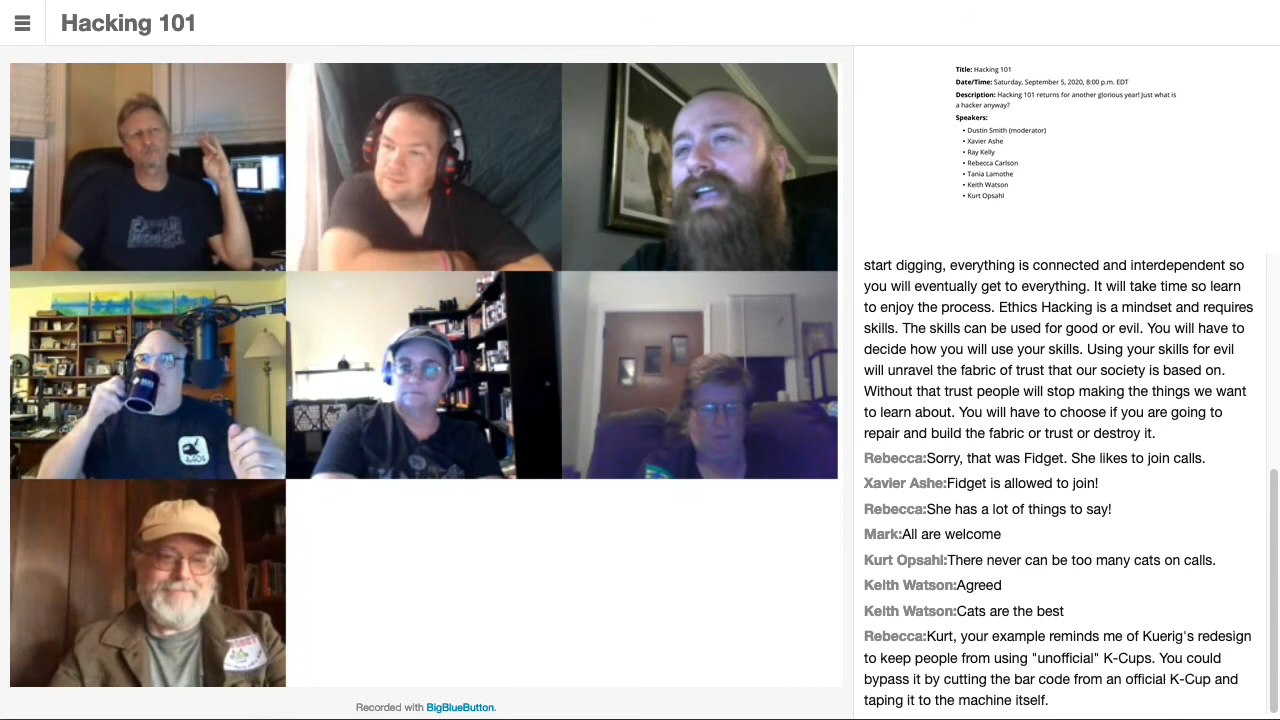 Hacking 101
Title: Hacking 101
Date/Time: Saturday, September 5, 2020, 8:00 p.m. EDT
Description: Hacking 101 returns for another glorious year! Just what is
a hacker anyway?
Speakers:
• Dustin Smith (moderator)
• Xavier Ashe
• Ray Kelly
• Rebecca Carlson
• Tania Lamothe
• Keith Watson
• Kurt Opsahl
start digging, everything is connected and interdependent so
you will eventually get to everything. It will take time so learn
to enjoy the process. Ethics Hacking is a mindset and requires
skills. The skills can be used for good or evil. You will have to
decide how you will use your skills. Using your skills for evil
will unravel the fabric of trust that our society is based on.
Without that trust people will stop making the things we want
to learn about. You will have to choose if you are going to
repair and build the fabric or trust or destroy it.
Rebecca:Sorry, that was Fidget. She likes to join calls.
Xavier Ashe:Fidget is allowed to join!
Rebecca:She has a lot of things to say!
Mark:All are welcome
Kurt Opsahl:There never can be too many cats on calls.
Keith Watson:Agreed
Keith Watson:Cats are the best
Rebecca:Kurt, your example reminds me of Kuerig's redesign
to keep people from using "unofficial" K-Cups. You could
bypass it by cutting the bar code from an official K-Cup and
taping it to the machine itself.
Recorded with BigBlueButton.